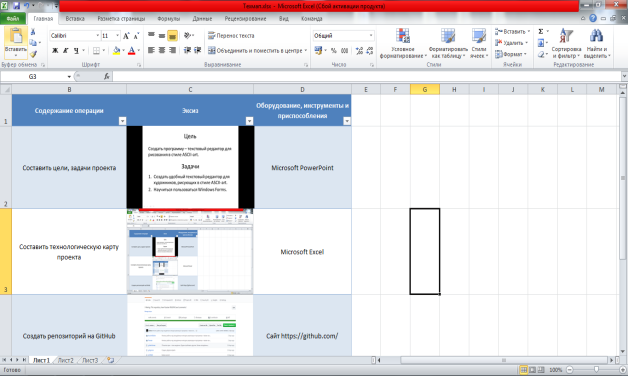 Темап.xlsx - Microsoft Excel (Сбой активации продукта)
Файл Главная Вставка Разметка страницы Формулы Данные Рецензирование Вид Команда
Вставить
Calibri 11
Ж К Ч
Перенос текста
Объединить и поместить в центре
Общий
Условное форматирование
Форматировать как таблицу
Стили ячеек
Вставить
Удалить
Формат
Сортировка и фильтр
Найти и выделить
Буфер обмена Шрифт Выравнивание Число Стили Ячейки Редактирование
G3 fx
B C D E F G H I J K L M
1
Содержание операции
Эксиз
Оборудование, инструменты и приспособления
2
Составить цели, задачи проекта
Цель
Создать программу – текстовый редактор для рисования в стиле ASCII-art.
Задачи
1. Создать удобный текстовый редактор для художников, рисующих в стиле ASCII-art.
2. Научиться пользоваться Windows Forms.
Microsoft PowerPoint
3
Составить технологическую карту проекта
Microsoft Excel
Создать репозиторий на GitHub
Сайт https://github.com/
Лист1 Лист2 Лист3
Готово
100%